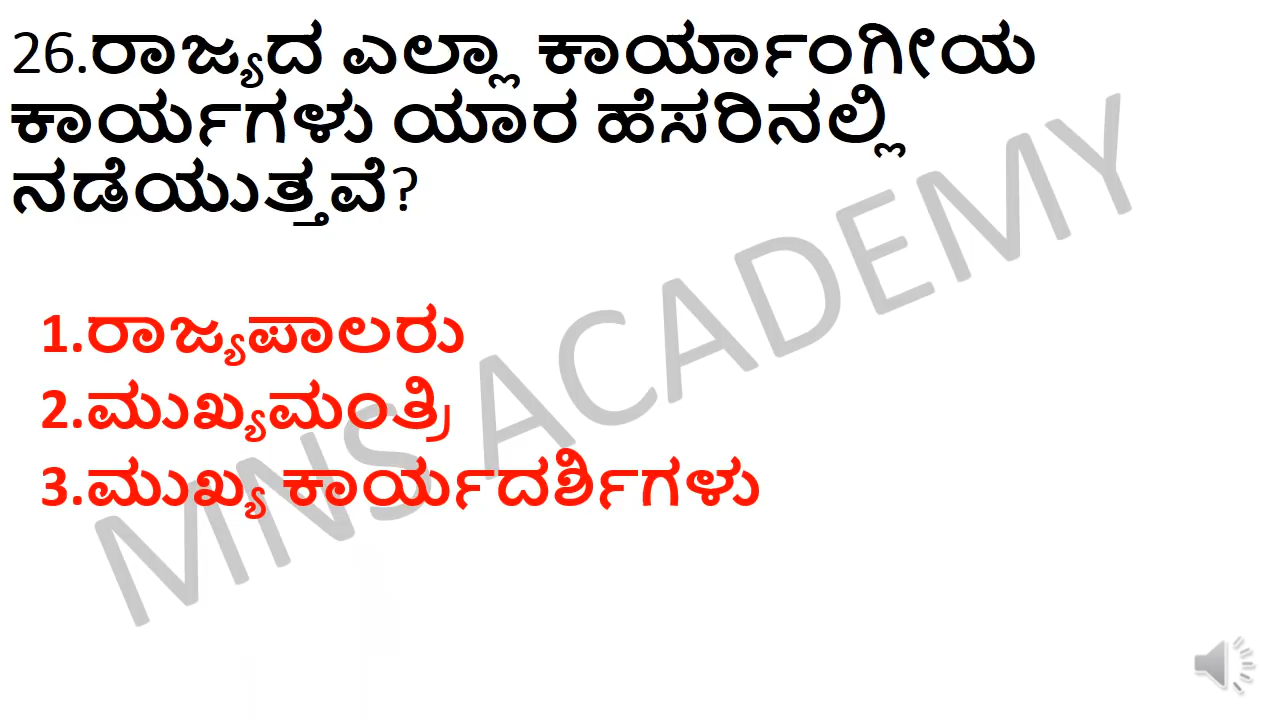 26.ರಾಜ್ಯದ ಎಲ್ಲಾ ಕಾರ್ಯಾಂಗೀಯ
ಕಾರ್ಯಗಳು ಯಾರ ಹೆಸರಿನಲ್ಲಿ
ನಡೆಯುತ್ತವೆ?
1.ರಾಜ್ಯಪಾಲರು
2.ಮುಖ್ಯಮಂತ್ರಿ
3.ಮುಖ್ಯ ಕಾರ್ಯದರ್ಶಿಗಳು
MNS ACADEMY